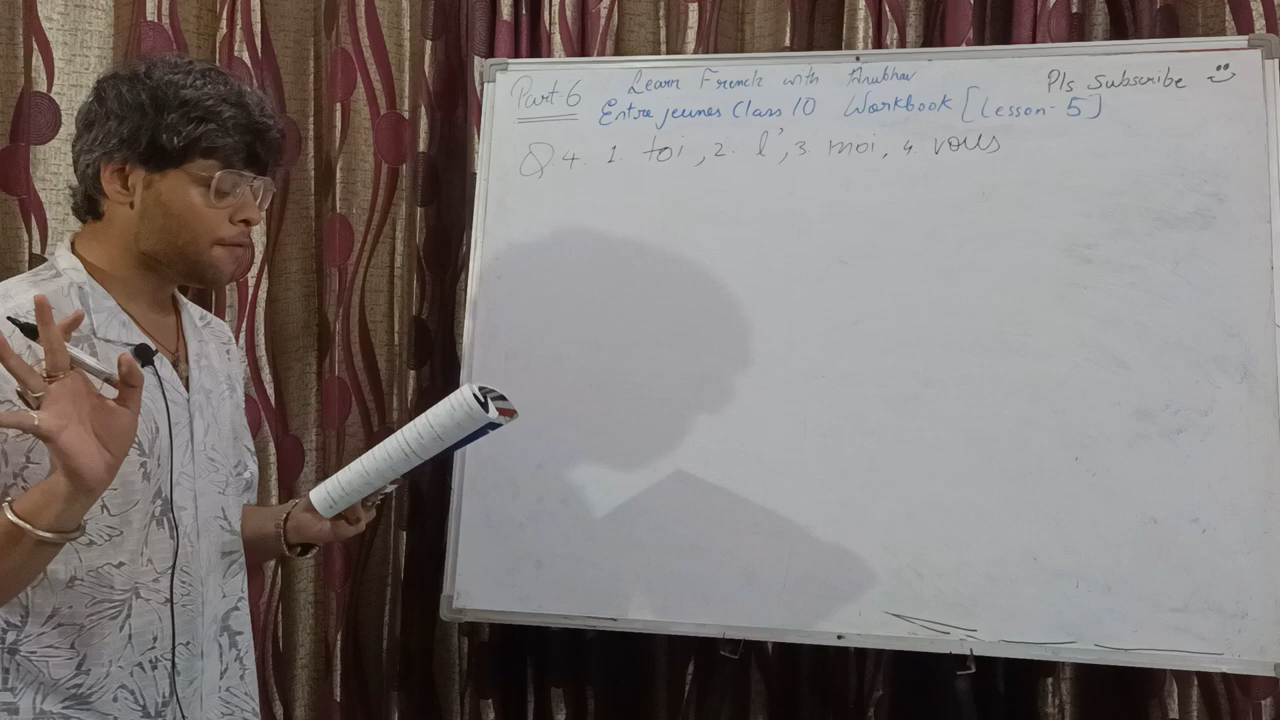 Part-6 Learn French with Anubhav Pls Subscribe
Entre jeunes Class 10 Workbook [Lesson-5]
Q4. 1. toi, 2. l', 3. moi, 4. vous